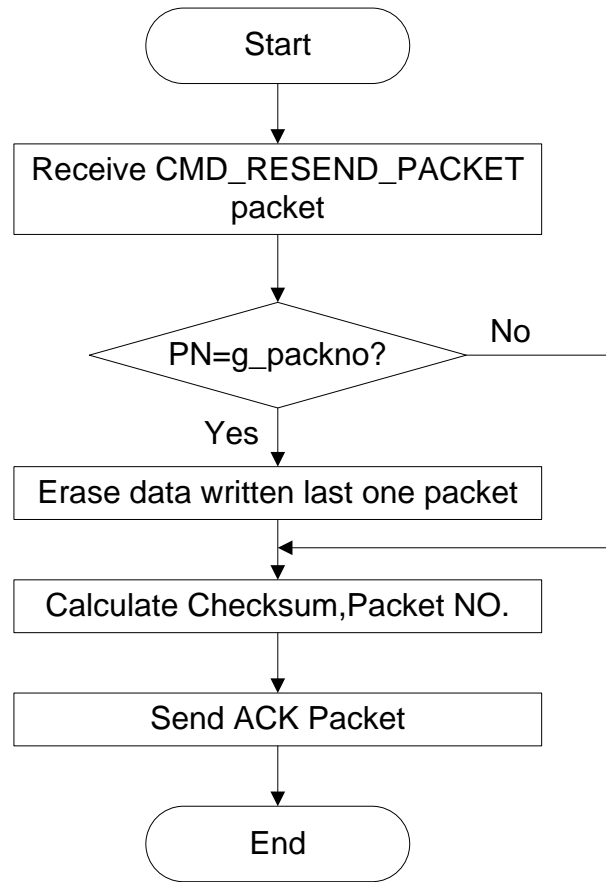 Start
Receive CMD_RESEND_PACKET
packet
PN=g_packno?
No
Yes
Erase data written last one packet
Calculate Checksum,Packet NO.
Send ACK Packet
End